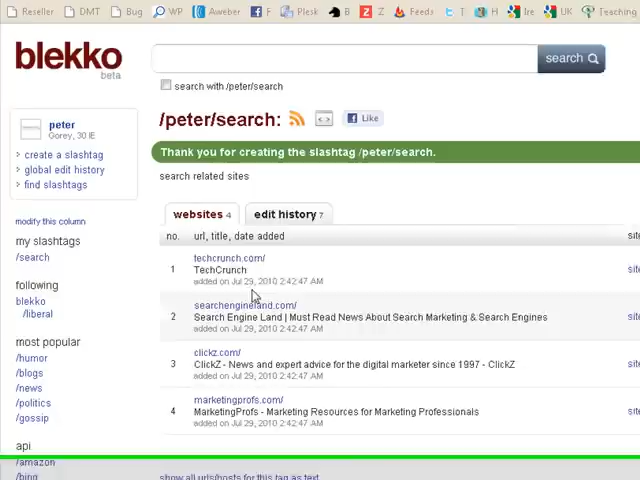 Reseller DMT Bug WP Aweber F Plesk B Z Feeds T H Ire UK Teaching
blekko
beta
search
search with /peter/search
peter
Gorey, 30 IE
create a slashtag
global edit history
find slashtags
/peter/search:
Like
Thank you for creating the slashtag /peter/search.
search related sites
modify this column
my slashtags
/search
following
blekko
/liberal
most popular
/humor
/blogs
/news
/politics
/gossip
api
/amazon
/bing
websites 4
edit history 7
no. url, title, date added
1
techcrunch.com/
TechCrunch
added on Jul 29, 2010 2:42:47 AM
2
searchengineland.com/
Search Engine Land | Must Read News About Search Marketing & Search Engines
added on Jul 29, 2010 2:42:47 AM
3
clickz.com/
ClickZ - News and expert advice for the digital marketer since 1997 - ClickZ
added on Jul 29, 2010 2:42:47 AM
4
marketingprofs.com/
MarketingProfs - Marketing Resources for Marketing Professionals
added on Jul 29, 2010 2:42:47 AM
show all urls/hosts for this tag as text